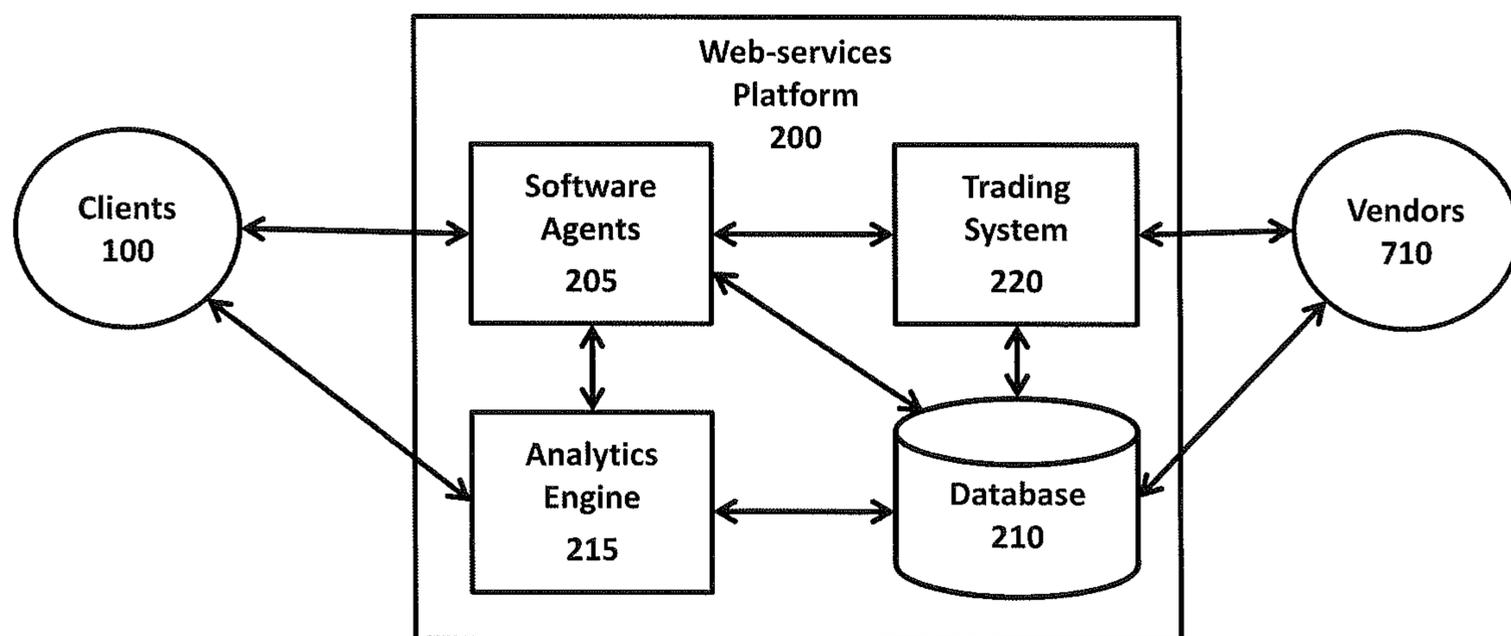 Web-services
Platform
200
Clients
100
Software
Agents
205
Trading
System
220
Vendors
710
Analytics
Engine
215
Database
210